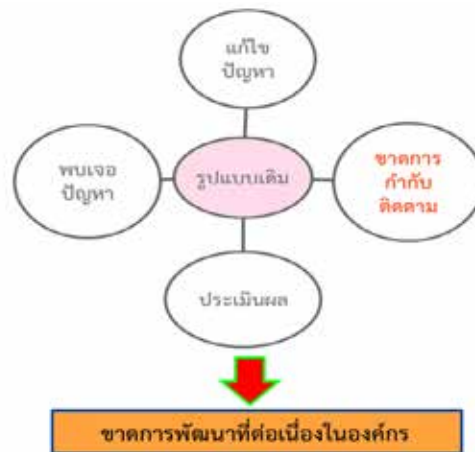 แก้ไข
ปัญหา
พบเจอ
ปัญหา
รูปแบบเดิม
ขาดการ
กำกับ
ติดตาม
ประเมินผล
ขาดการพัฒนาที่ต่อเนื่องในองค์กร